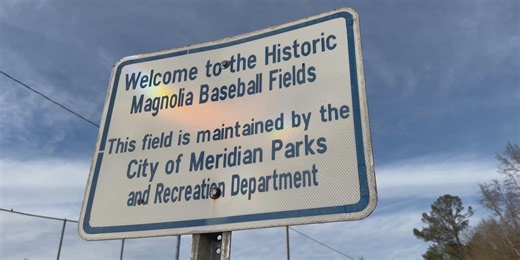 Welcome to the Historic
Magnolia Baseball Fields
This field is maintained by the
City of Meridian Parks
and Recreation Department